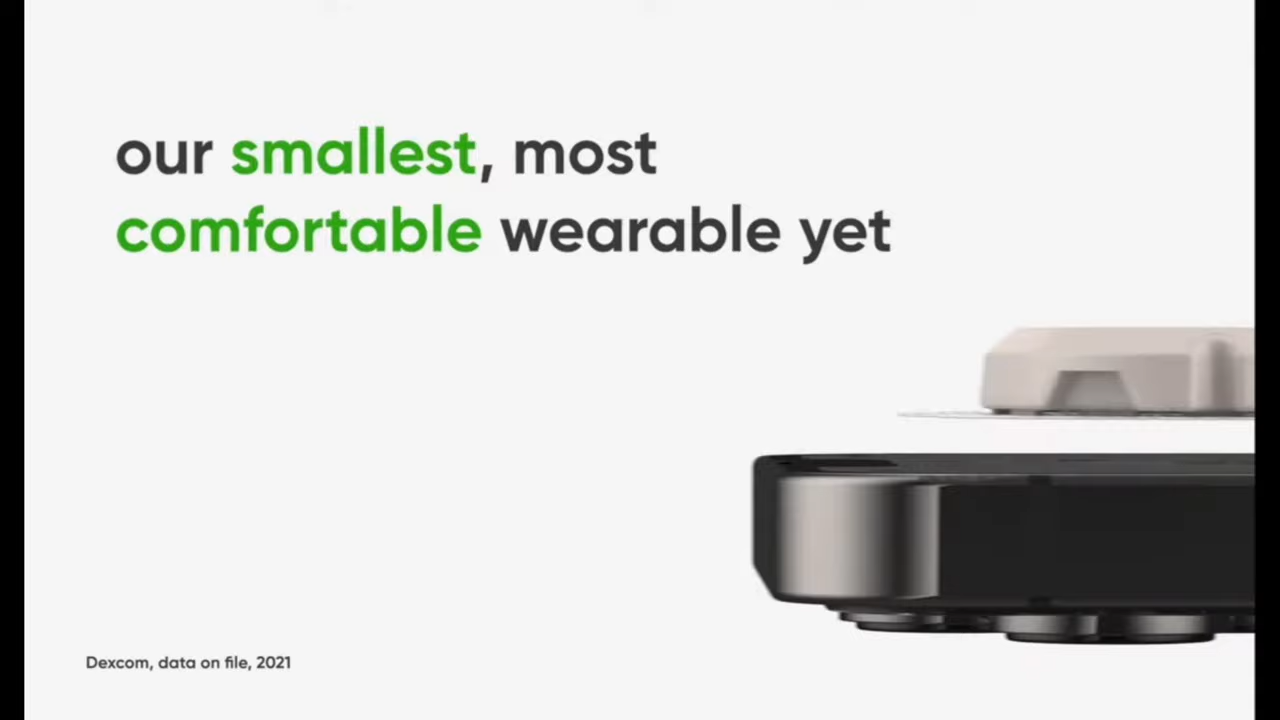 our smallest, most
comfortable wearable yet
Dexcom, data on file, 2021